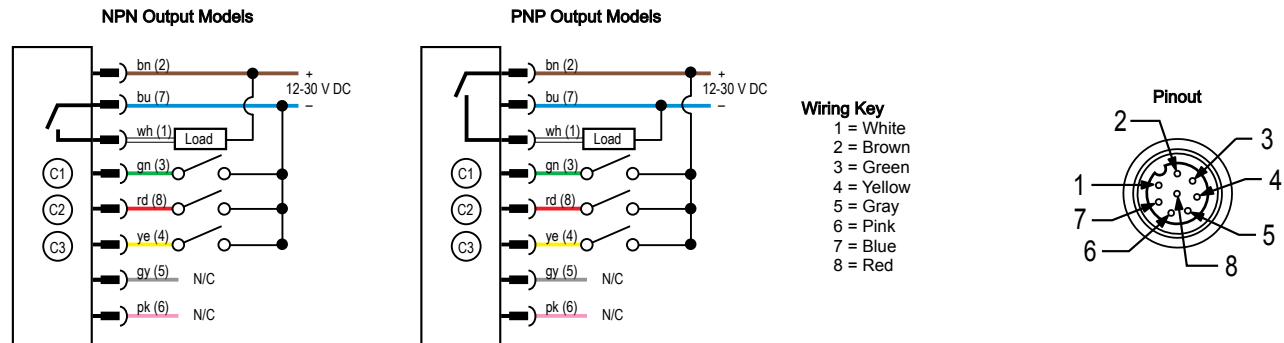 NPN Output Models
bn (2)
+
12-30 V DC
bu (7)
–
wh (1)
Load
C1
gn (3)
C2
rd (8)
C3
ye (4)
gy (5)
N/C
pk (6)
N/C
PNP Output Models
bn (2)
+
12-30 V DC
bu (7)
–
wh (1)
Load
C1
gn (3)
C2
rd (8)
C3
ye (4)
gy (5)
N/C
pk (6)
N/C
Wiring Key
1 = White
2 = Brown
3 = Green
4 = Yellow
5 = Gray
6 = Pink
7 = Blue
8 = Red
Pinout
2
3
1
4
7
5
6
8